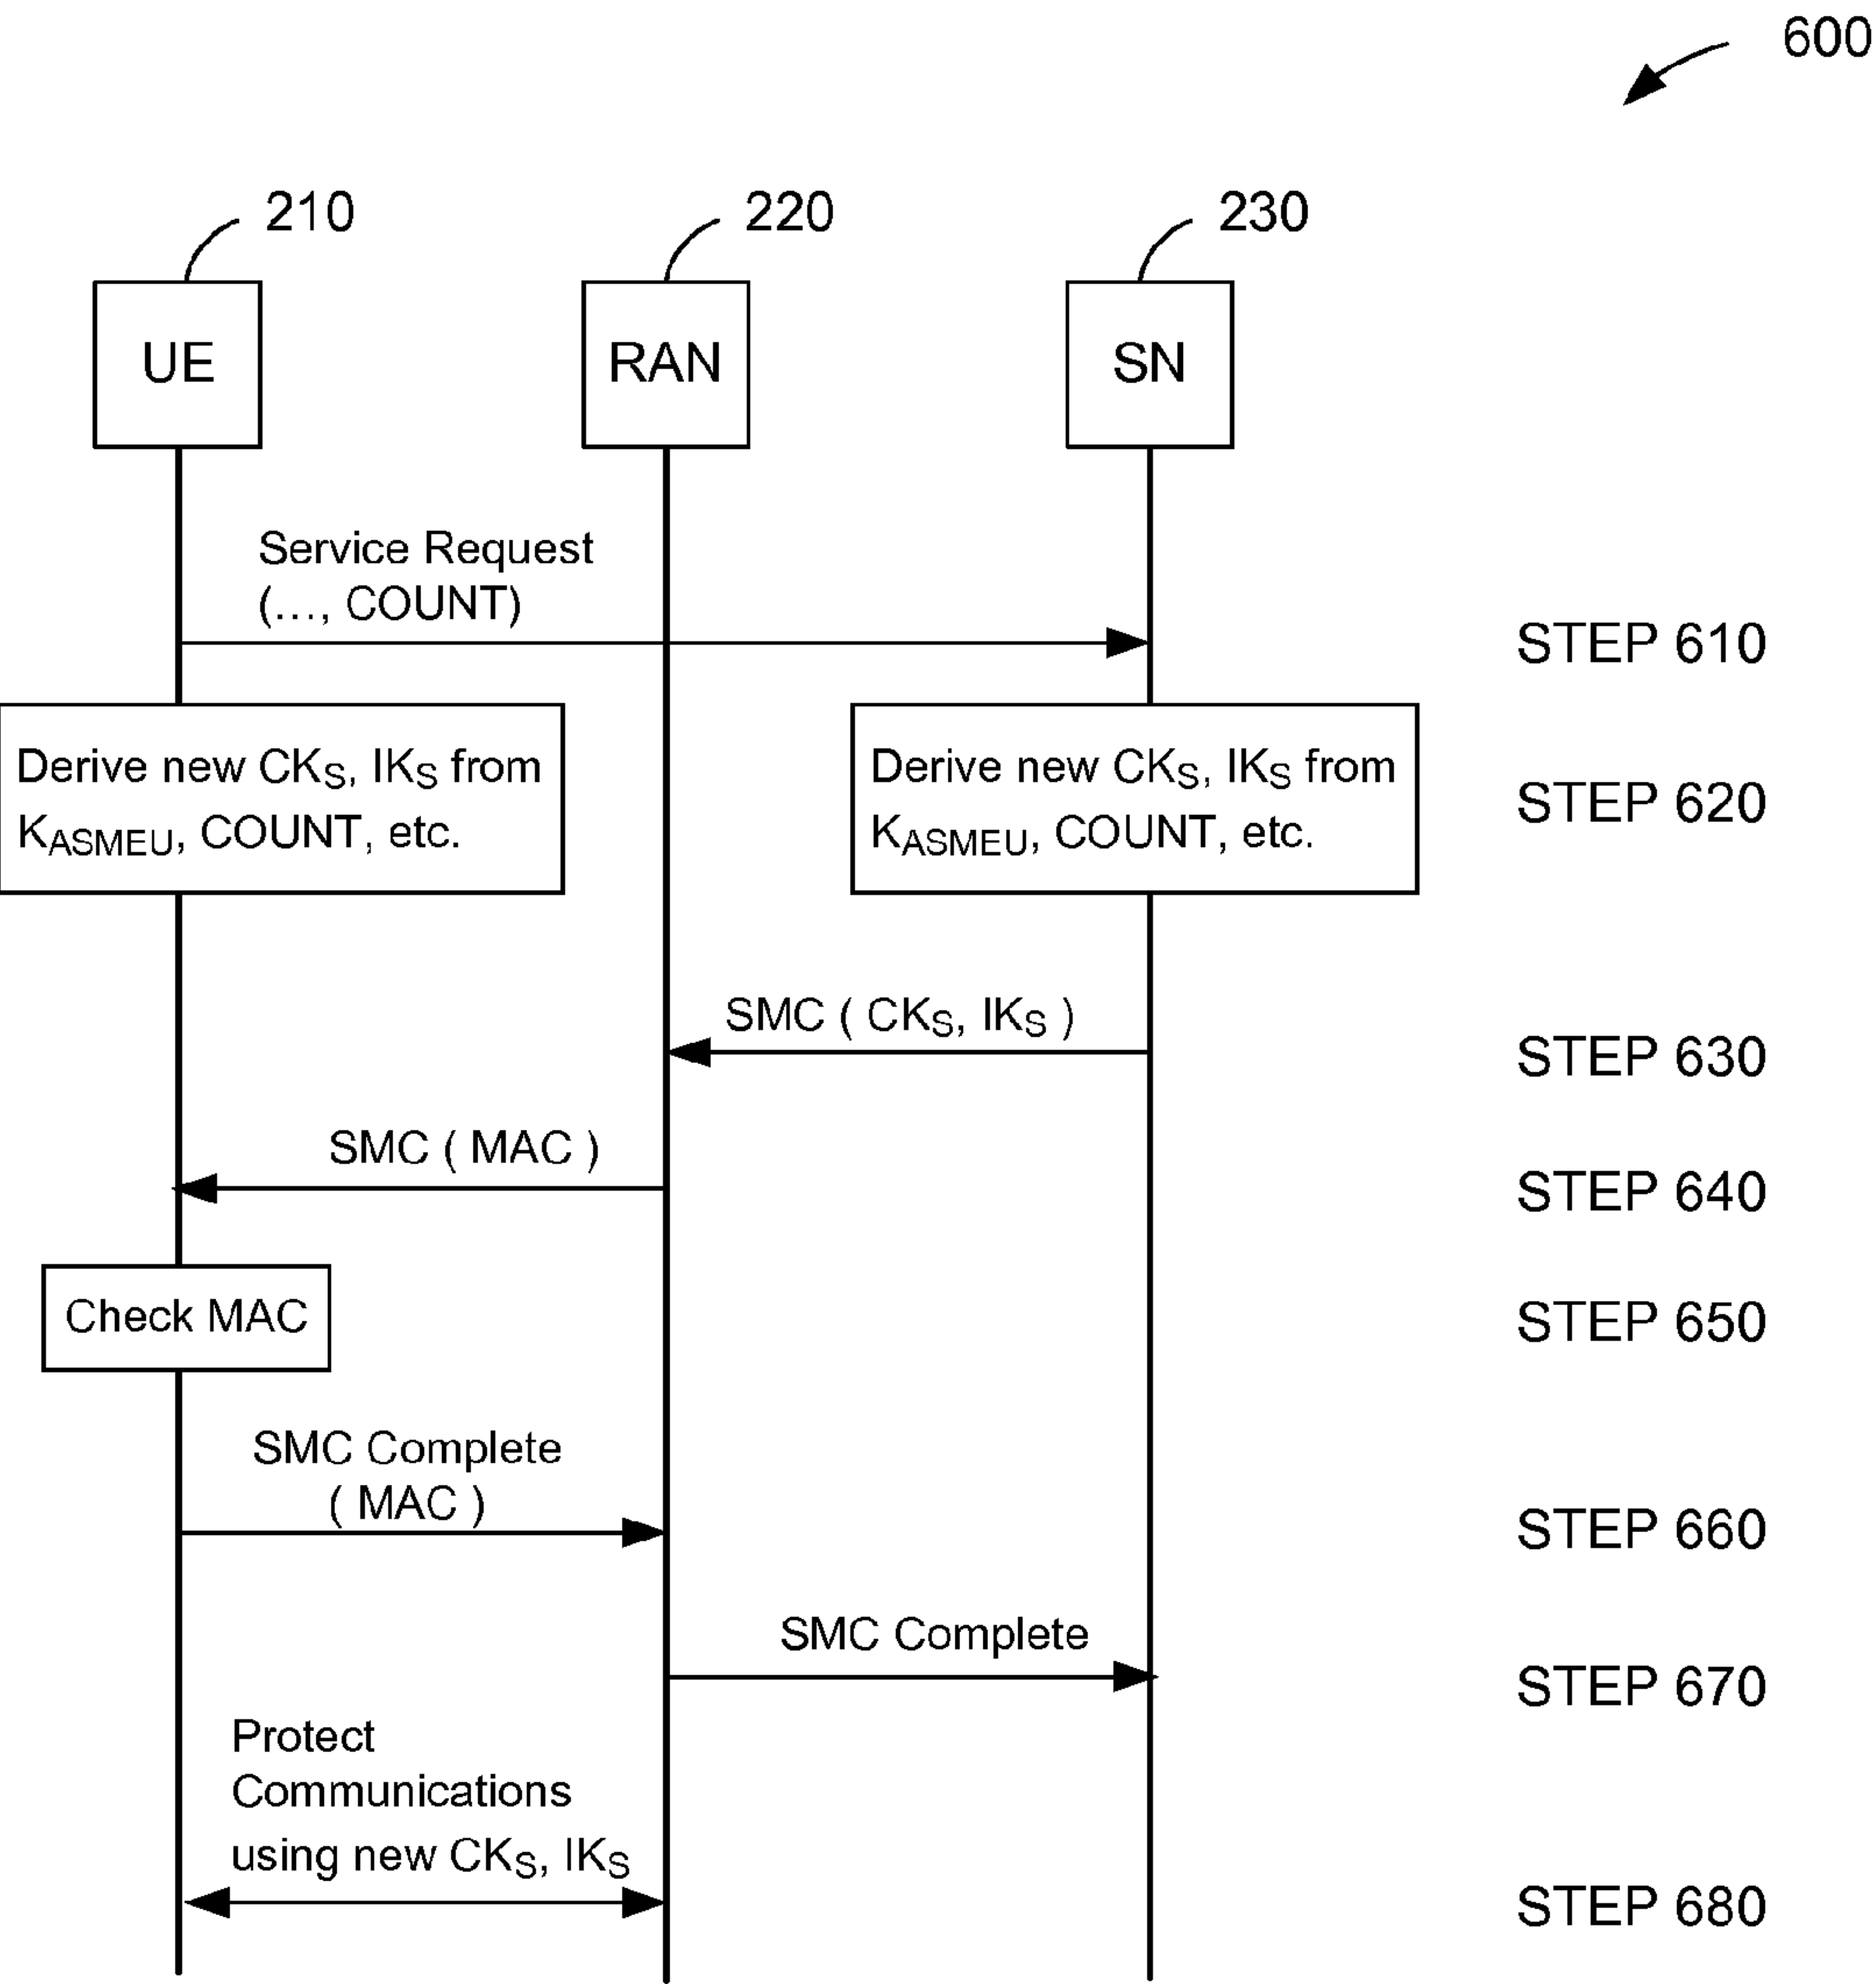 600
210
220
230
UE
RAN
SN
Service Request
(..., COUNT)
STEP 610
Derive new CKS, IKS from
KASMEU, COUNT, etc.
Derive new CKS, IKS from
KASMEU, COUNT, etc.
STEP 620
SMC ( CKS, IKS )
STEP 630
SMC ( MAC )
STEP 640
Check MAC
STEP 650
SMC Complete
( MAC )
STEP 660
SMC Complete
STEP 670
Protect
Communications
using new CKS, IKS
STEP 680